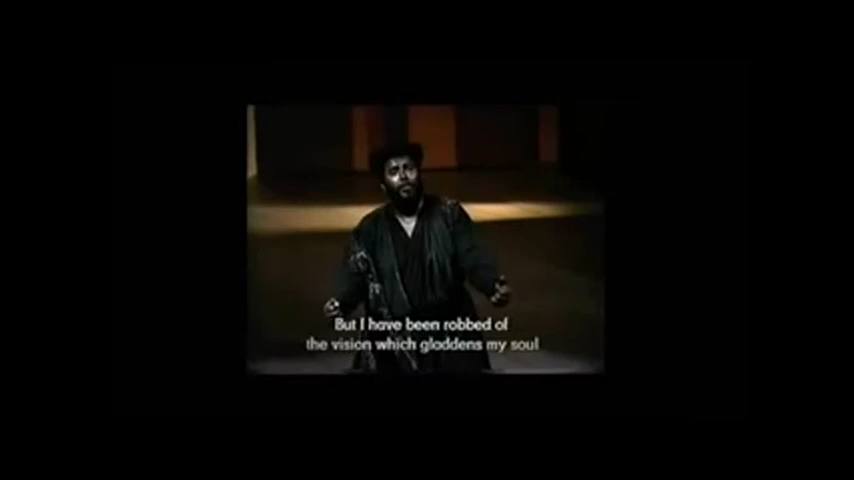 But I have been robbed of
the vision which gladdens my soul